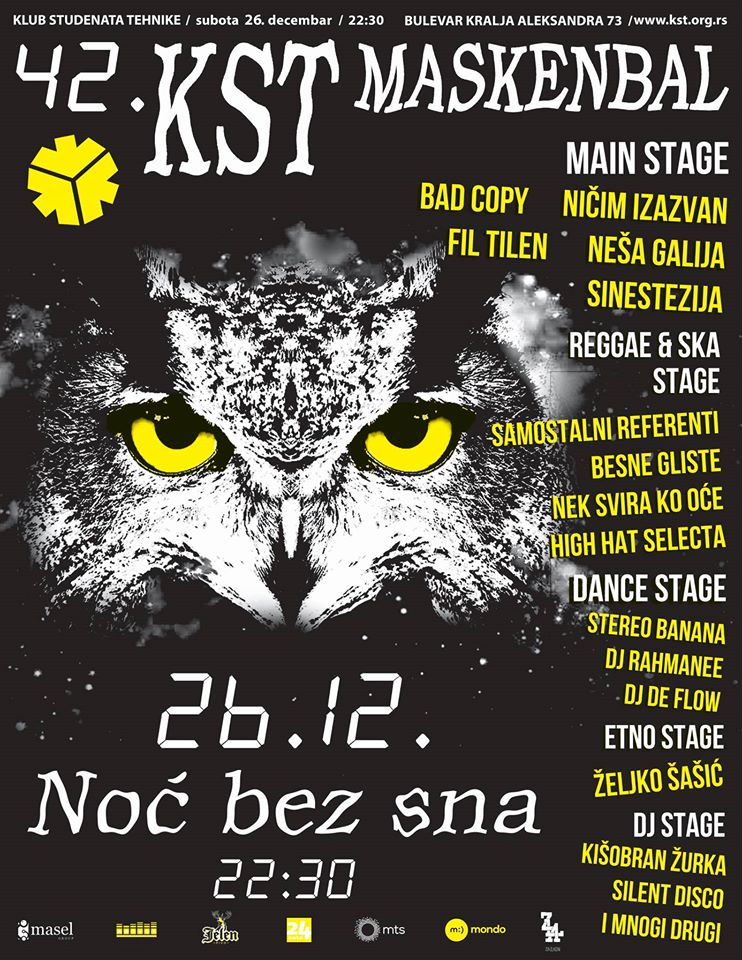 KLUB STUDENATA TEHNIKE / subota 26. decembar / 22:30 BULEVAR KRALJA ALEKSANDRA 73 /www.kst.org.rs
42. KST MASKENBAL
MAIN STAGE
BAD COPY NIČIM IZAZVAN
FIL TILEN NEŠA GALIJA
SINESTEZIJA
REGGAE & SKA
STAGE
SAMOSTALNI REFERENTI
BESNE GLISTE
NEK SVIRA KO OĆE
HIGH HAT SELECTA
DANCE STAGE
STEREO BANANA
DJ RAHMANEE
DJ DE FLOW
ETNO STAGE
ŽELJKO ŠAŠIĆ
DJ STAGE
KIŠOBRAN ŽURKA
SILENT DISCO
I MNOGI DRUGI
26.12.
Noć bez sna
22:30
masel
GROUP
Jelen
24
mts
m:) mondo